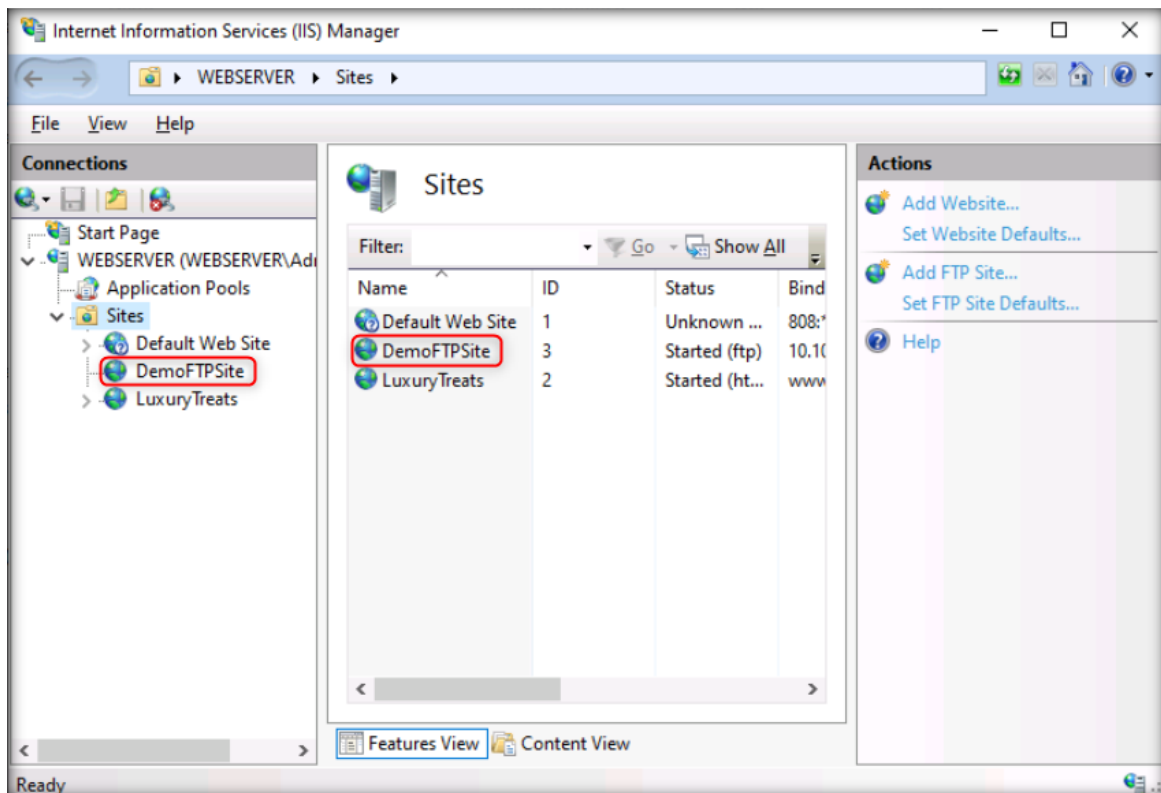 Internet Information Services (IIS) Manager
WEBSERVER Sites
File View Help
Connections
Start Page
WEBSERVER (WEBSERVER\Adı
Application Pools
Sites
Default Web Site
DemoFTPSite
LuxuryTreats
Sites
Filter: Go Show All
Name ID Status Bind
Default Web Site 1 Unknown ... 808:*
DemoFTPSite 3 Started (ftp) 10.10
LuxuryTreats 2 Started (ht... www
Features View Content View
Actions
Add Website...
Set Website Defaults...
Add FTP Site...
Set FTP Site Defaults...
Help
Ready